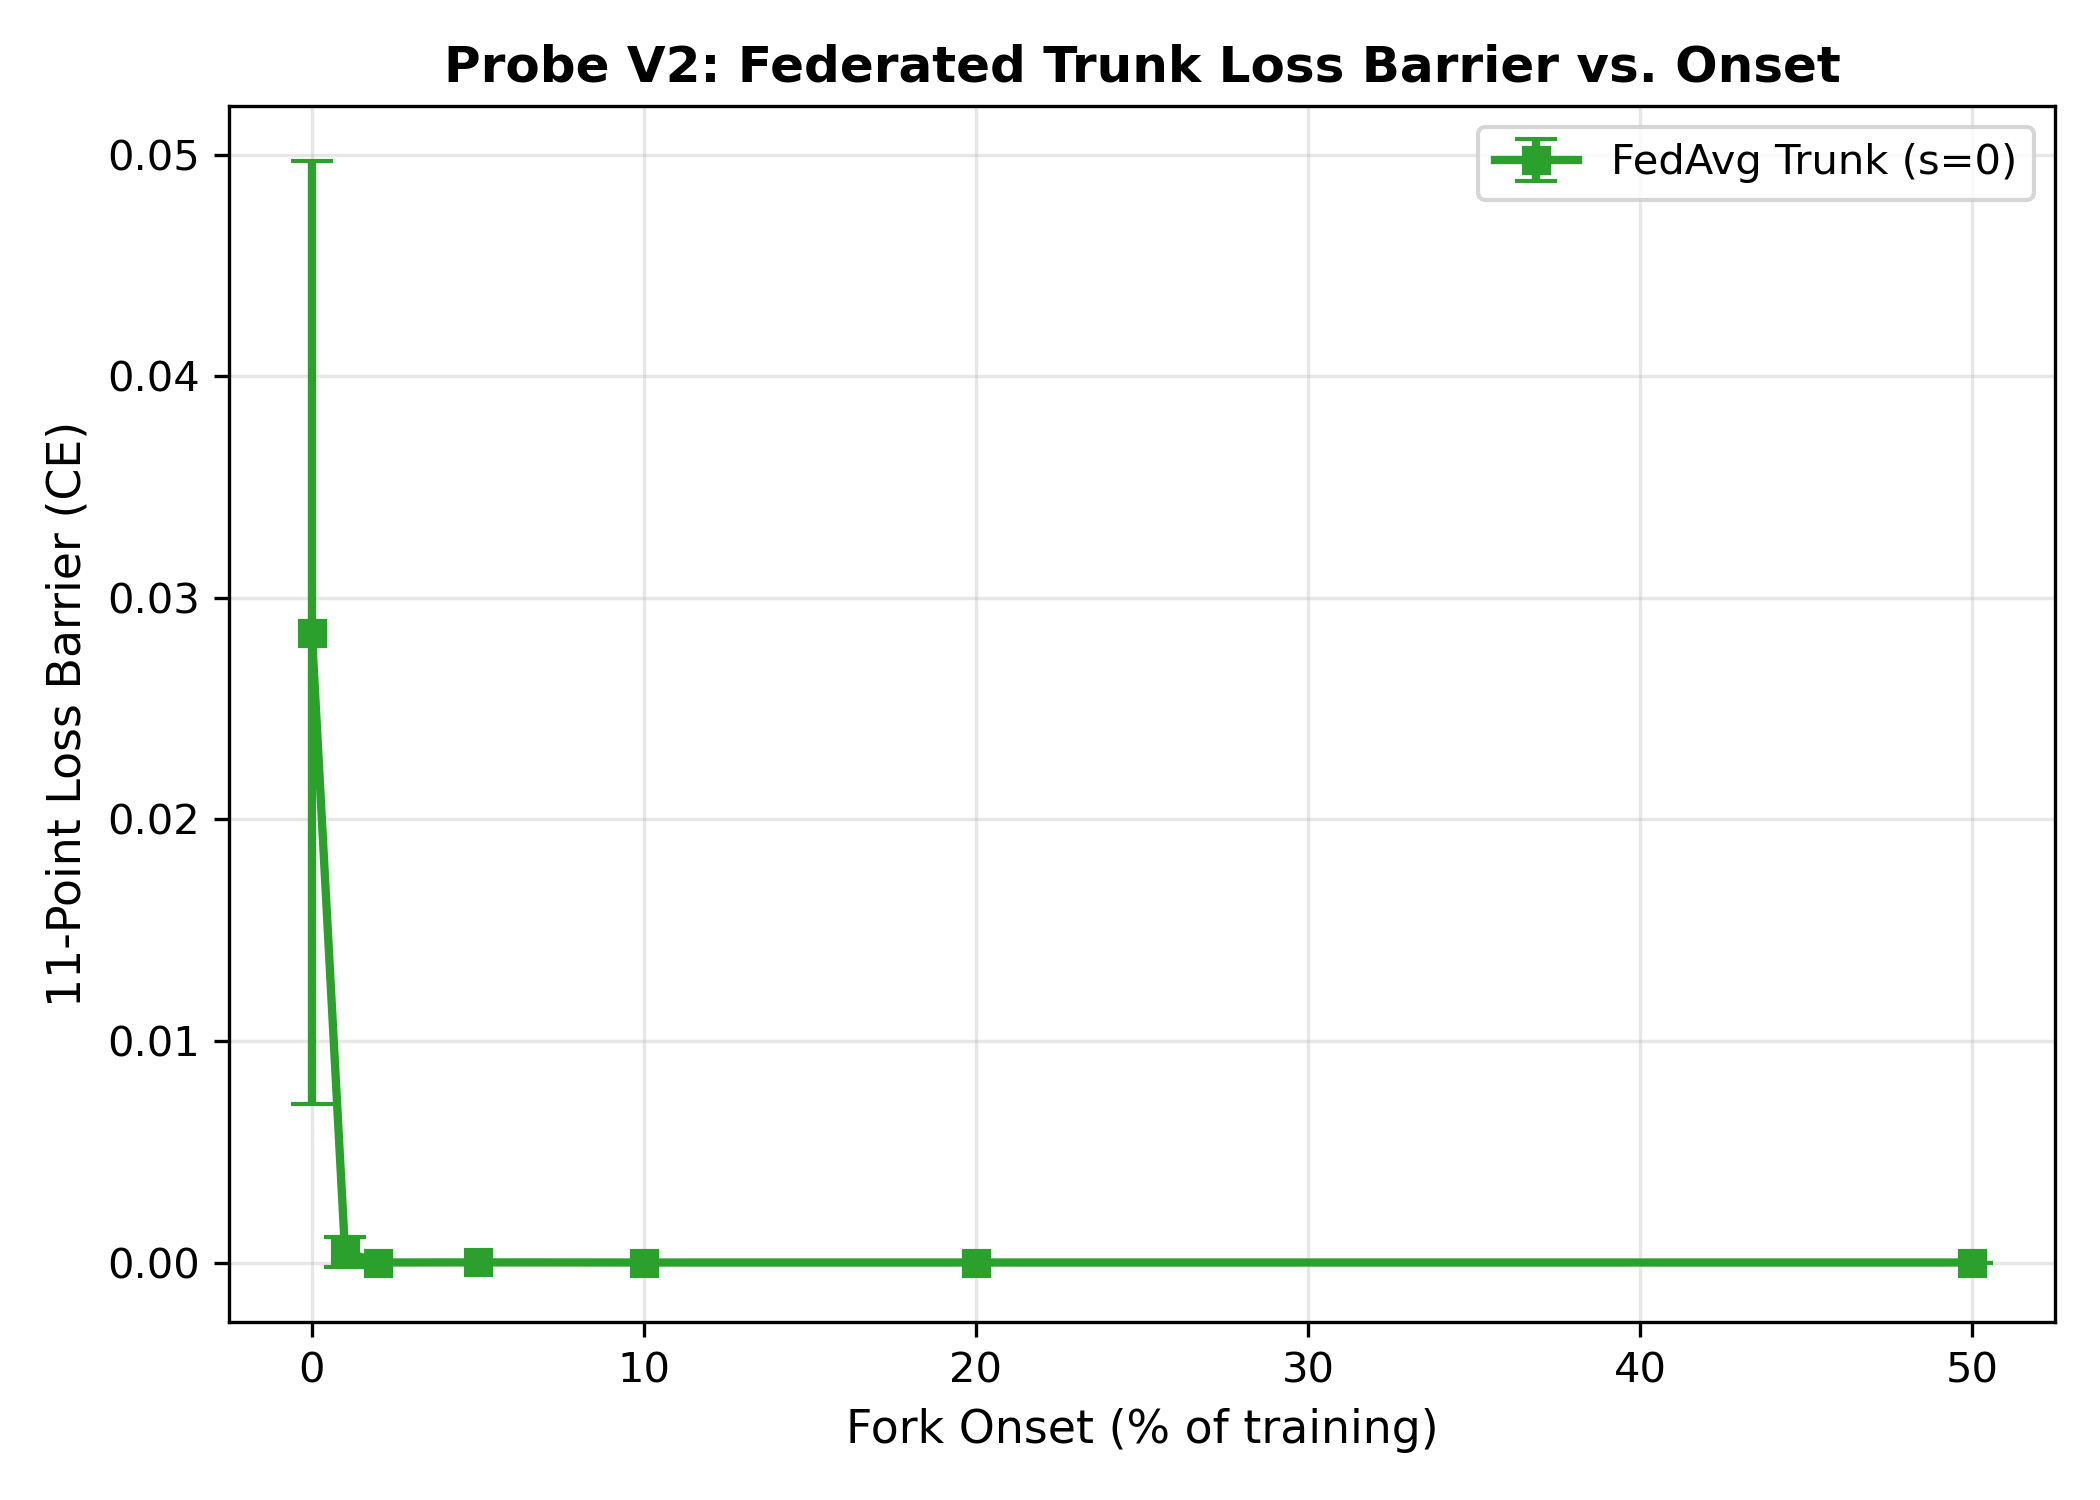 Probe V2: Federated Trunk Loss Barrier vs. Onset
FedAvg Trunk (s=0)
11-Point Loss Barrier (CE)
0.05
0.04
0.03
0.02
0.01
0.00
0 10 20 30 40 50
Fork Onset (% of training)